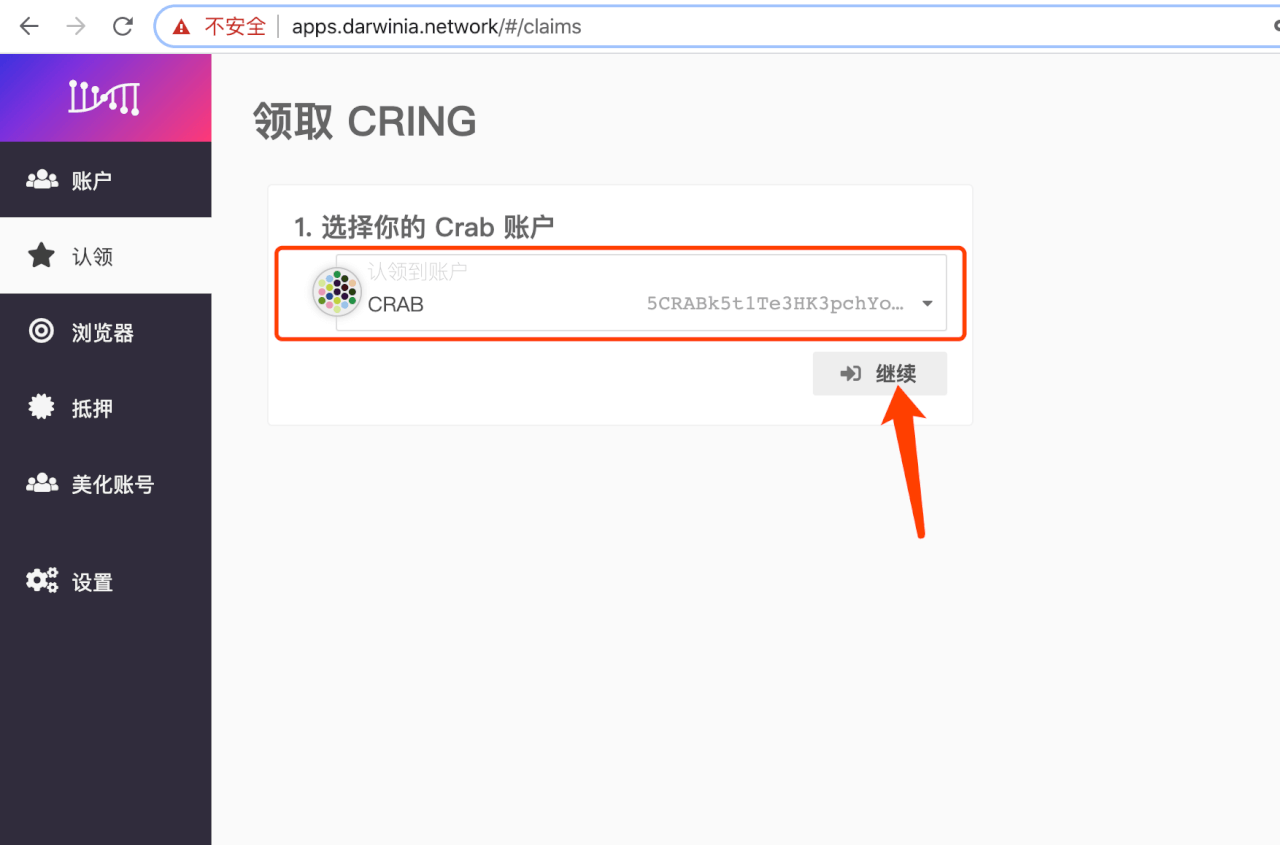 不安全 apps.darwinia.network/#/claims
账户
认领
浏览器
抵押
美化账号
设置
领取 CRING
1. 选择你的 Crab 账户
认领到账户
CRAB 5CRABk5t1Te3HK3pchYo…
继续